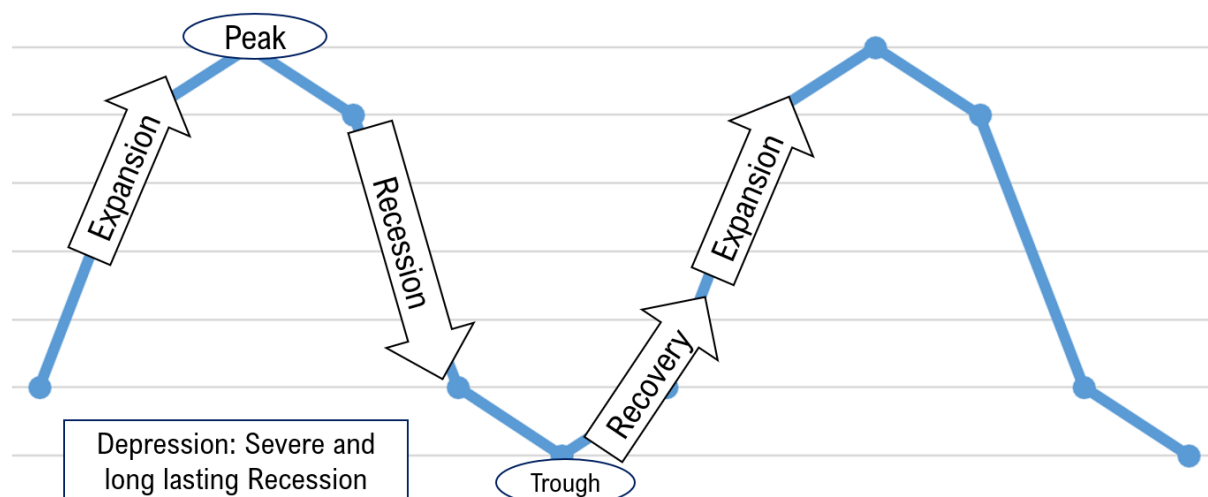 Peak
Expansion
Recession
Expansion
Recovery
Depression: Severe and
long lasting Recession
Trough